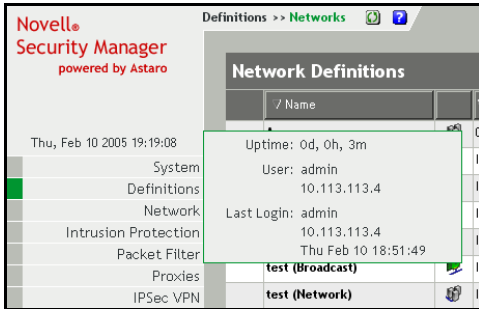 Definitions >> Networks
Novell®
Security Manager
powered by Astaro
Network Definitions
Name
Thu, Feb 10 2005 19:19:08
Uptime: 0d, 0h, 3m
User: admin
10.113.113.4
Last Login: admin
10.113.113.4
Thu Feb 10 18:51:49
System
Definitions
Network
Intrusion Protection
Packet Filter
Proxies
IPSec VPN
test (Broadcast)
test (Network)